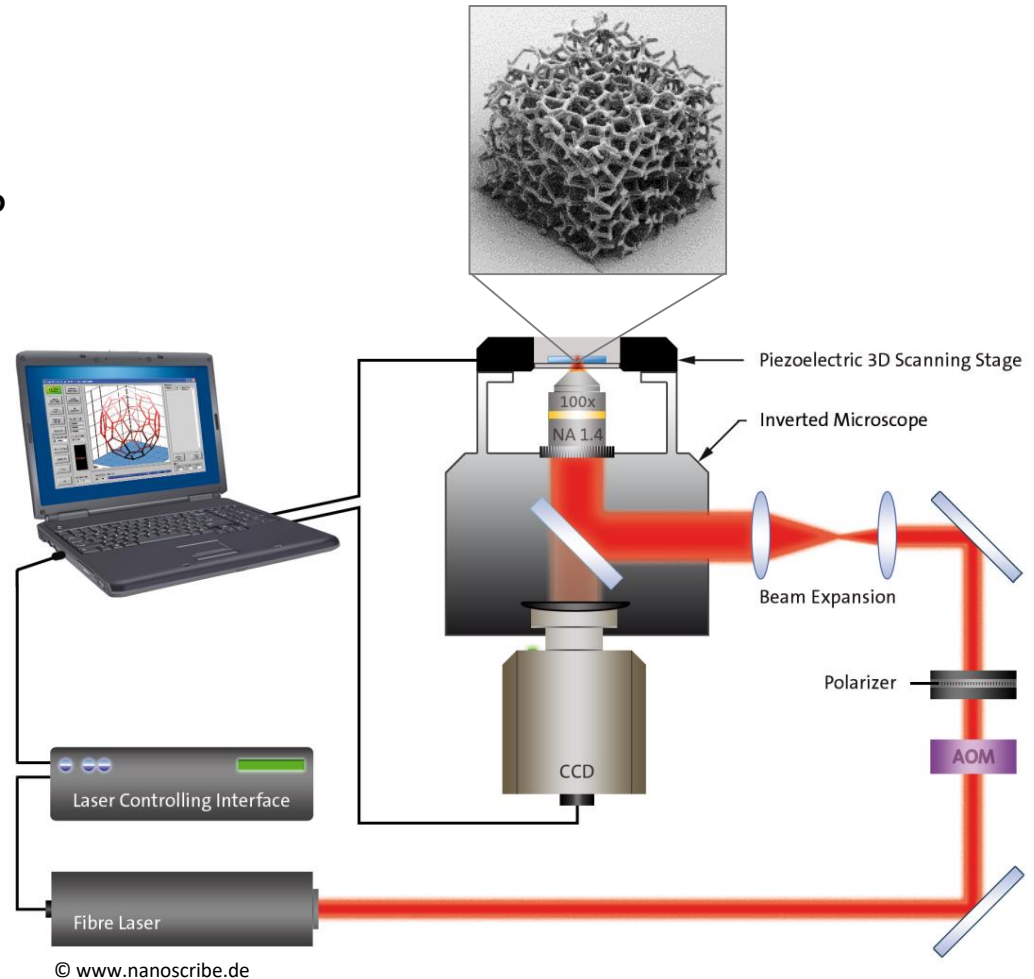 100x
NA 1.4
Piezoelectric 3D Scanning Stage
Inverted Microscope
Beam Expansion
Polarizer
AOM
CCD
Laser Controlling Interface
Fibre Laser
© www.nanoscribe.de